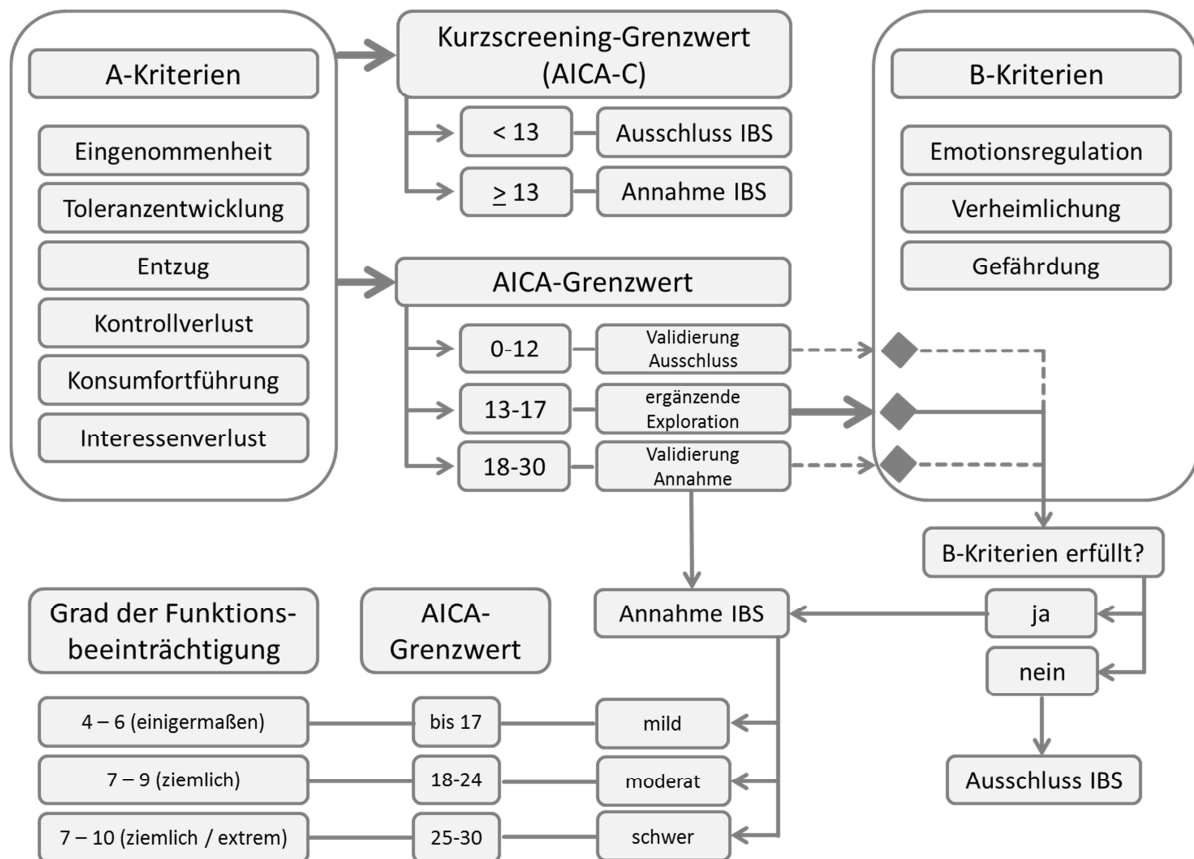 A-Kriterien
Eingenommenheit
Toleranzentwicklung
Entzug
Kontrollverlust
Konsumfortführung
Interessenverlust
Kurzscreening-Grenzwert
(AICA-C)
< 13
Ausschluss IBS
≥ 13
Annahme IBS
AICA-Grenzwert
0-12
Validierung
Ausschluss
13-17
ergänzende
Exploration
18-30
Validierung
Annahme
B-Kriterien
Emotionsregulation
Verheimlichung
Gefährdung
B-Kriterien erfüllt?
ja
nein
Ausschluss IBS
Annahme IBS
Grad der Funktions-
beeinträchtigung
AICA-
Grenzwert
4 – 6 (einigermaßen)
bis 17
mild
7 – 9 (ziemlich)
18-24
moderat
7 – 10 (ziemlich / extrem)
25-30
schwer